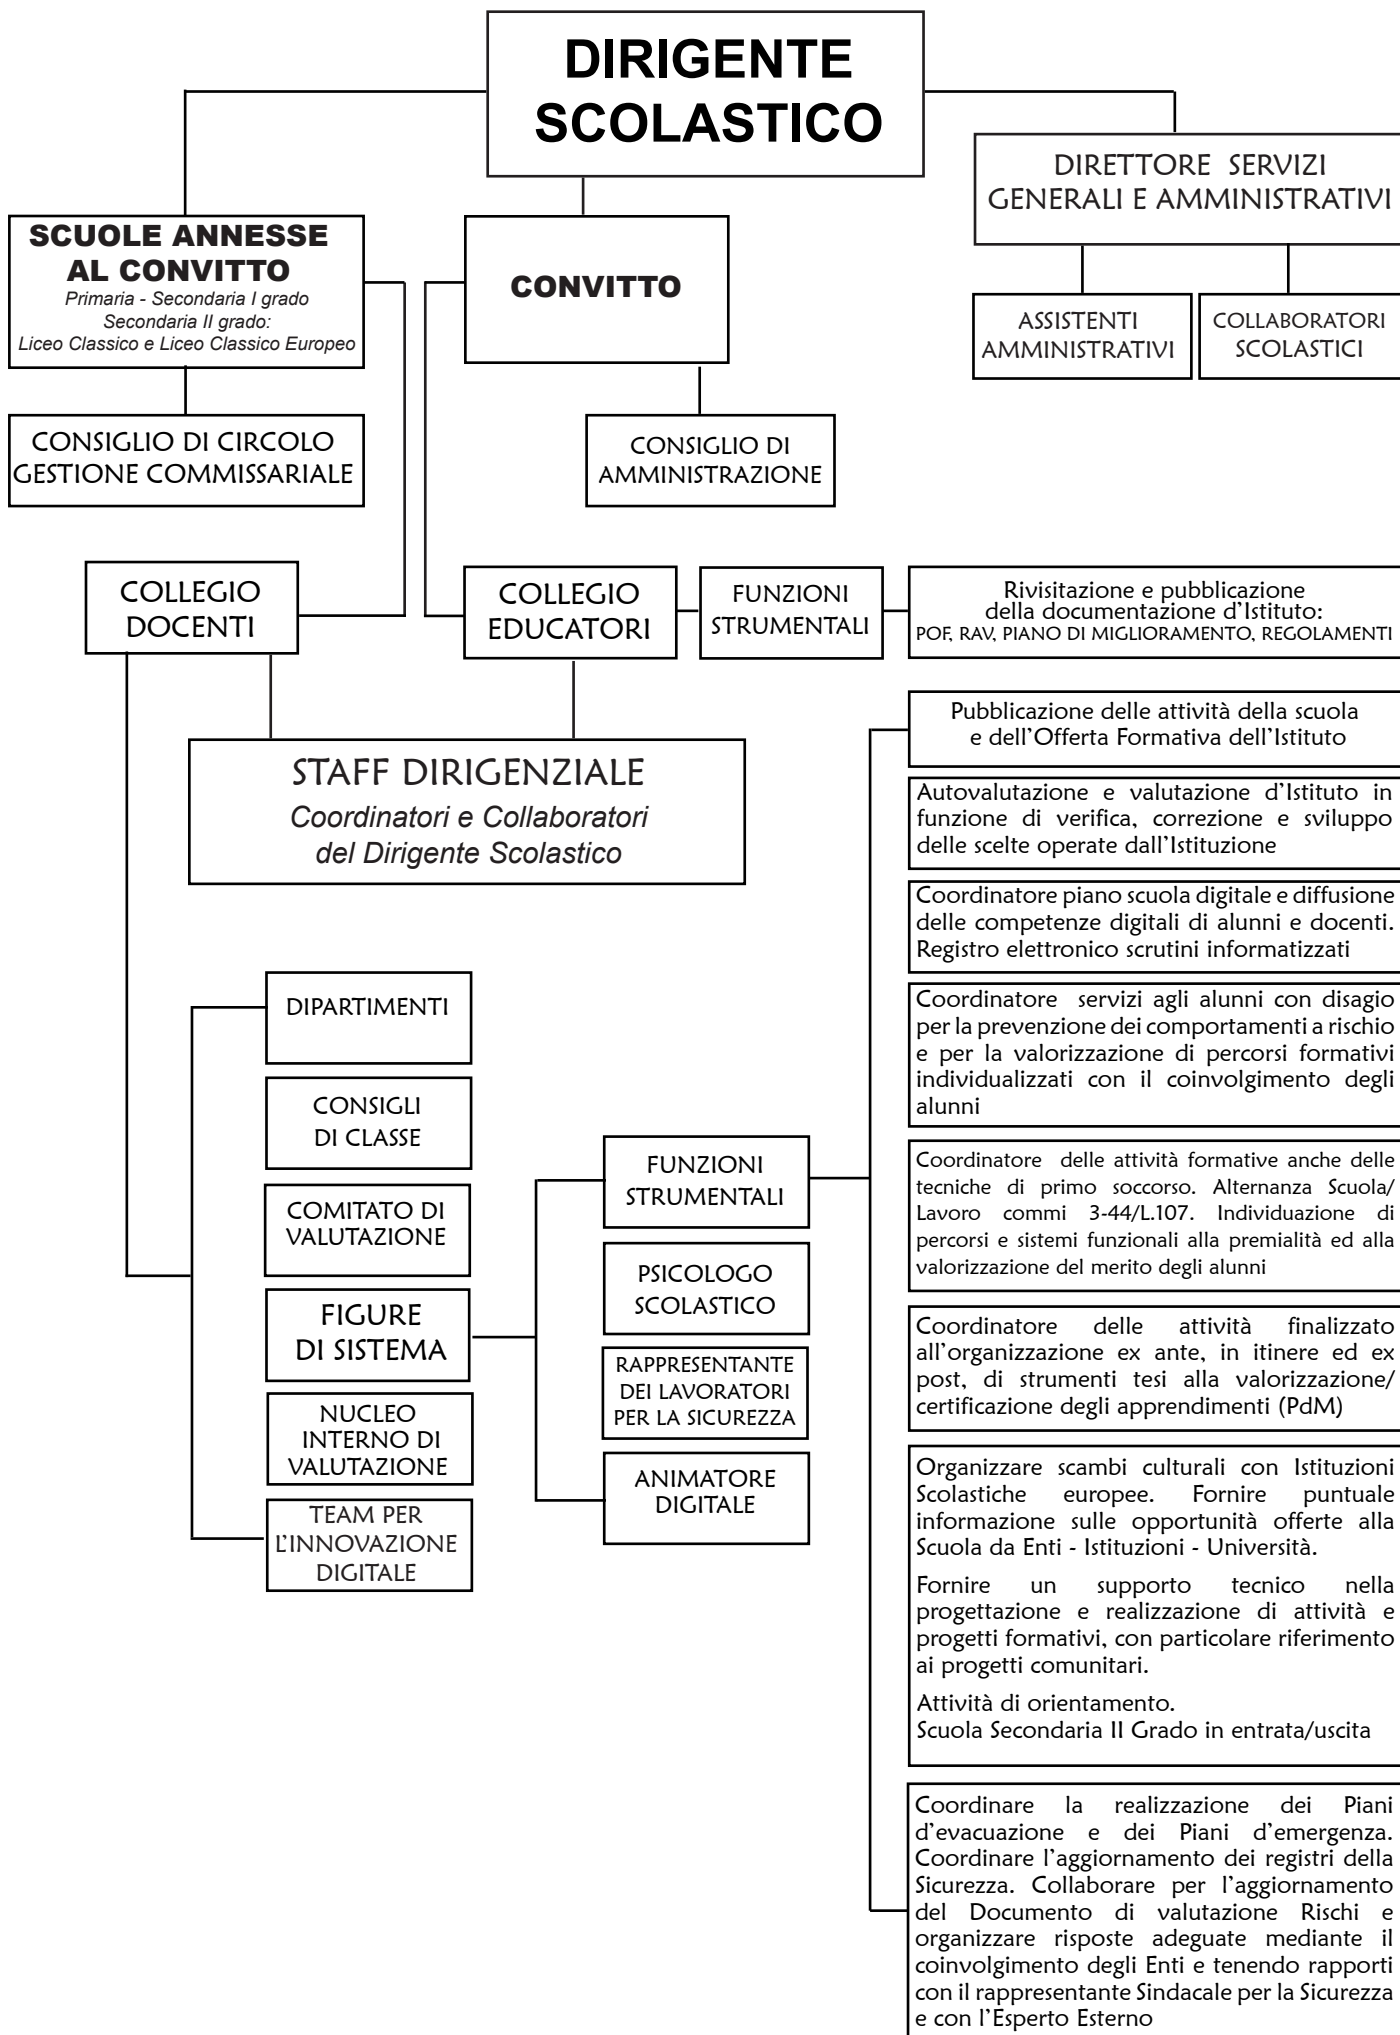 DIRIGENTE
SCOLASTICO
DIRETTORE SERVIZI
GENERALI E AMMINISTRATIVI
SCUOLE ANNESSE
AL CONVITTO
Primaria - Secondaria I grado
Secondaria II grado:
Liceo Classico e Liceo Classico Europeo
CONVITTO
ASSISTENTI
AMMINISTRATIVI
COLLABORATORI
SCOLASTICI
CONSIGLIO DI CIRCOLO
GESTIONE COMMISSARIALE
CONSIGLIO DI
AMMINISTRAZIONE
COLLEGIO
DOCENTI
COLLEGIO
EDUCATORI
FUNZIONI
STRUMENTALI
Rivisitazione e pubblicazione
della documentazione d'Istituto:
POF, RAV, PIANO DI MIGLIORAMENTO, REGOLAMENTI
STAFF DIRIGENZIALE
Coordinatori e Collaboratori
del Dirigente Scolastico
Pubblicazione delle attività della scuola
e dell'Offerta Formativa dell'Istituto
Autovalutazione e valutazione d'Istituto in
funzione di verifica, correzione e sviluppo
delle scelte operate dall'Istituzione
Coordinatore piano scuola digitale e diffusione
delle competenze digitali di alunni e docenti.
Registro elettronico scrutini informatizzati
Coordinatore servizi agli alunni con disagio
per la prevenzione dei comportamenti a rischio
e per la valorizzazione di percorsi formativi
individualizzati con il coinvolgimento degli
alunni
DIPARTIMENTI
CONSIGLI
DI CLASSE
COMITATO DI
VALUTAZIONE
FIGURE
DI SISTEMA
NUCLEO
INTERNO DI
VALUTAZIONE
TEAM PER
L'INNOVAZIONE
DIGITALE
FUNZIONI
STRUMENTALI
PSICOLOGO
SCOLASTICO
RAPPRESENTANTE
DEI LAVORATORI
PER LA SICUREZZA
ANIMATORE
DIGITALE
Coordinatore delle attività formative anche delle
tecniche di primo soccorso. Alternanza Scuola/
Lavoro commi 3-44/L.107. Individuazione di
percorsi e sistemi funzionali alla premialità ed alla
valorizzazione del merito degli alunni
Coordinatore delle attività finalizzato
all'organizzazione ex ante, in itinere ed ex
post, di strumenti tesi alla valorizzazione/
certificazione degli apprendimenti (PdM)
Organizzare scambi culturali con Istituzioni
Scolastiche europee. Fornire puntuale
informazione sulle opportunità offerte alla
Scuola da Enti - Istituzioni - Università.
Fornire un supporto tecnico nella
progettazione e realizzazione di attività e
progetti formativi, con particolare riferimento
ai progetti comunitari.
Attività di orientamento.
Scuola Secondaria II Grado in entrata/uscita
Coordinare la realizzazione dei Piani
d'evacuazione e dei Piani d'emergenza.
Coordinare l'aggiornamento dei registri della
Sicurezza. Collaborare per l'aggiornamento
del Documento di valutazione Rischi e
organizzare risposte adeguate mediante il
coinvolgimento degli Enti e tenendo rapporti
con il rappresentante Sindacale per la Sicurezza
e con l'Esperto Esterno